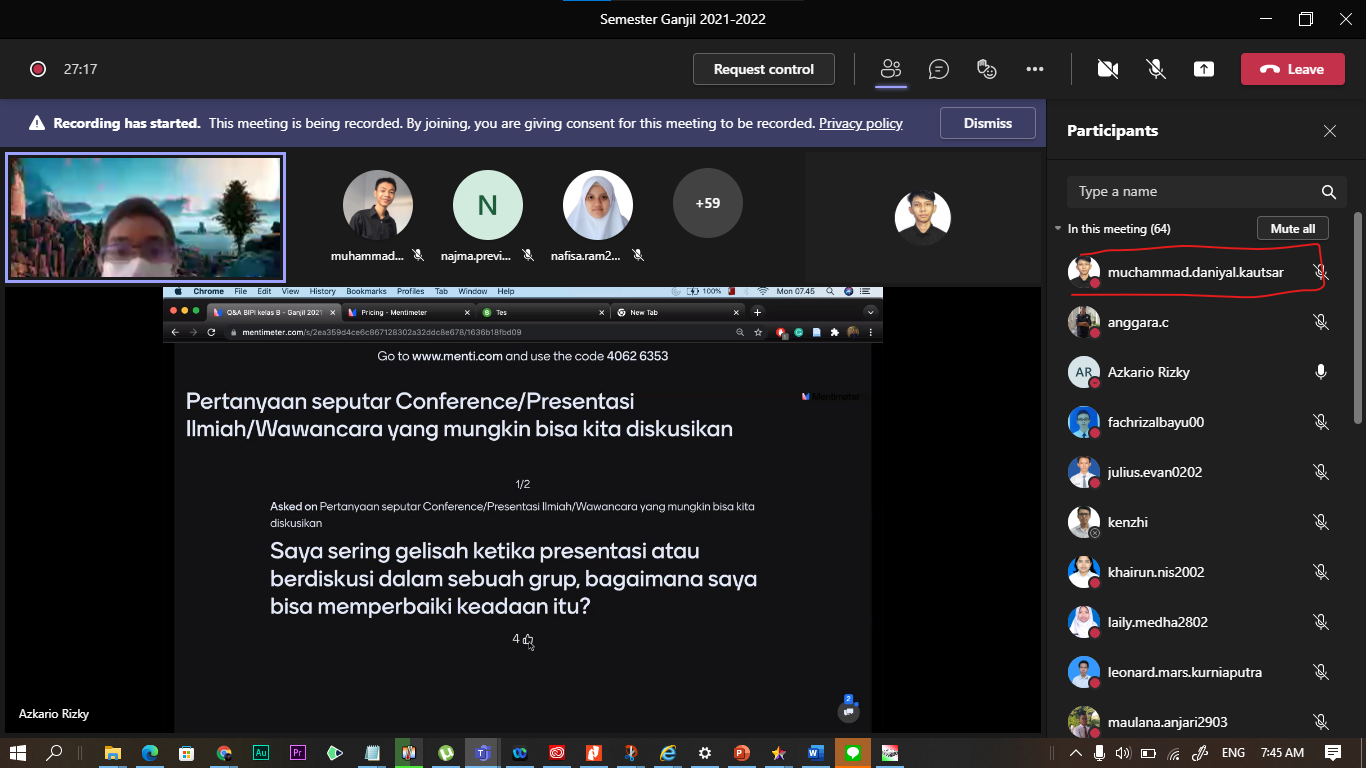 Semester Ganjil 2021-2022
27:17
Request control
Leave
Recording has started. This meeting is being recorded. By joining, you are giving consent for this meeting to be recorded. Privacy policy
Dismiss
N
+59
muhammad...
najma.previ...
nafisa.ram2...
Participants
Type a name
In this meeting (64)
Mute all
muchammad.daniyal.kautsar
anggara.c
AR
Azkario Rizky
fachrizalbayu00
julius.evan0202
kenzhi
khairun.nis2002
laily.medha2802
leonard.mars.kurniaputra
maulana.anjari2903
Chrome File Edit View History Bookmarks Profiles Tab Window Help
100%
Mon 07.45
Q&A BIPI kelas B - Ganjil 2021
Pricing - Mentimeter
Tes
New Tab
mentimeter.com/s/2ea359d4ce6c867128302a32ddc8e678/1636b18fbd09
Go to www.menti.com and use the code 4062 6353
Mentimeter
Pertanyaan seputar Conference/Presentasi
Ilmiah/Wawancara yang mungkin bisa kita diskusikan
1/2
Asked on Pertanyaan seputar Conference/Presentasi Ilmiah/Wawancara yang mungkin bisa kita
diskusikan
Saya sering gelisah ketika presentasi atau
berdiskusi dalam sebuah grup, bagaimana saya
bisa memperbaiki keadaan itu?
4
2
Azkario Rizky
Au
Pr
ENG
7:45 AM